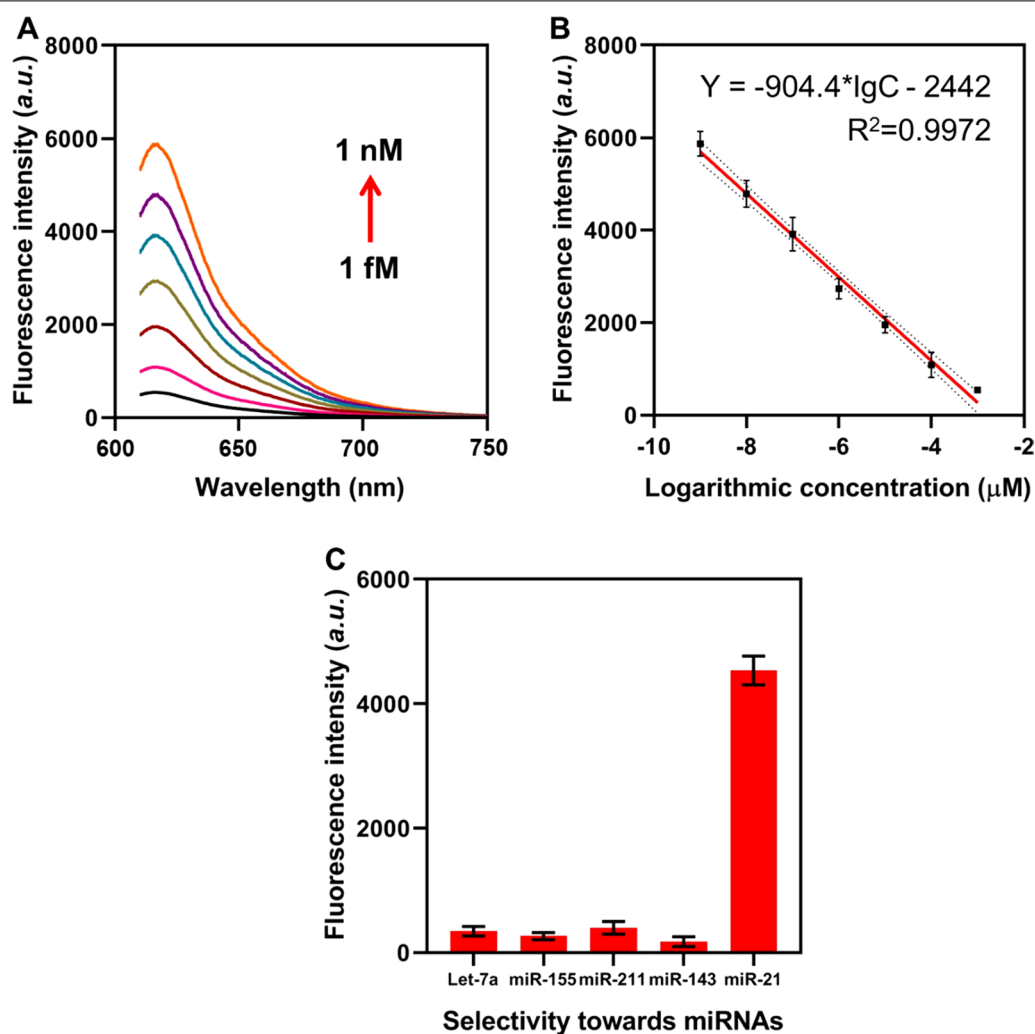 A
8000
6000
4000
2000
0
600
650
700
750
Fluorescence intensity (a.u.)
Wavelength (nm)
1 nM
1 fM
B
8000
6000
4000
2000
0
-10
-8
-6
-4
-2
Fluorescence intensity (a.u.)
Logarithmic concentration (μM)
Y = -904.4*lgC - 2442
R²=0.9972
C
6000
4000
2000
0
Fluorescence intensity (a.u.)
Let-7a miR-155 miR-211 miR-143 miR-21
Selectivity towards miRNAs